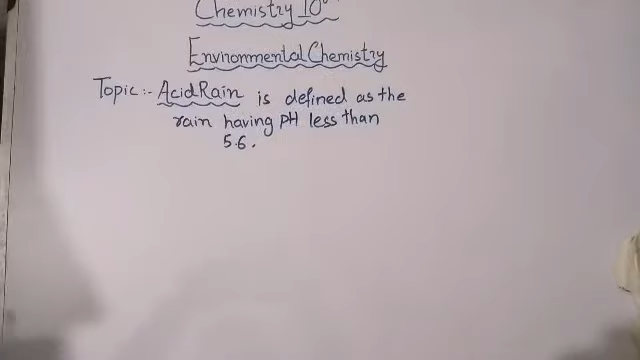 Chemistry 10th
Environmental Chemistry
Topic:- Acid Rain is defined as the
rain having PH less than
5.6.